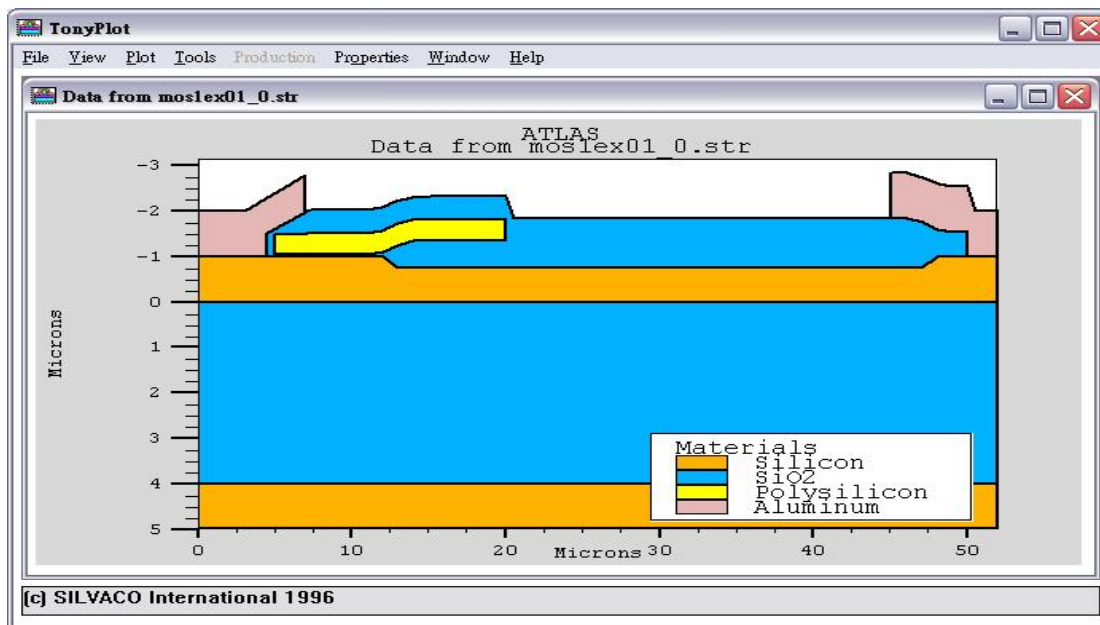 TonyPlot
File View Plot Tools Production Properties Window Help
Data from mos1ex01_0.str
ATLAS
Data from mos1ex01_0.str
-3
-2
-1
0
1
2
3
4
5
Microns
0 10 20 30 40 50
Microns
Materials
Silicon
SiO2
Polysilicon
Aluminum
(c) SILVACO International 1996